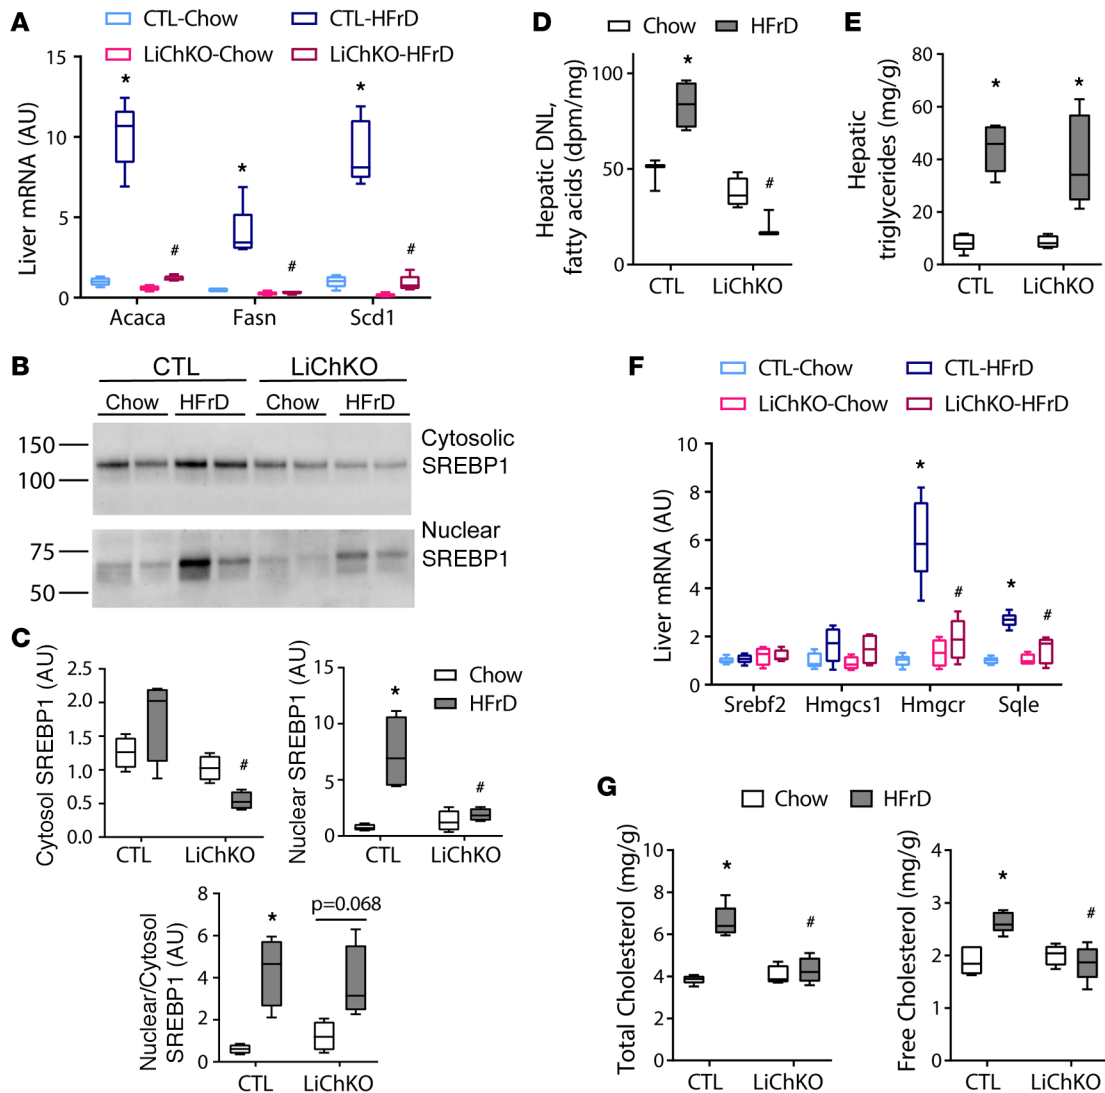 A
CTL-Chow
CTL-HFrD
LiChKO-Chow
LiChKO-HFrD
Liver mRNA (AU)
15
10
5
0
*
*
*
#
#
#
Acaca
Fasn
Scd1
B
CTL
LiChKO
Chow
HFrD
Chow
HFrD
150
100
Cytosolic
SREBP1
75
50
Nuclear
SREBP1
C
Cytosol SREBP1 (AU)
2.5
2.0
1.5
1.0
0.5
0.0
#
CTL
LiChKO
Nuclear SREBP1 (AU)
15
10
5
0
*
#
CTL
LiChKO
Chow
HFrD
Nuclear/Cytosol
SREBP1 (AU)
8
6
4
2
0
*
p=0.068
CTL
LiChKO
D
Chow
HFrD
Hepatic DNL,
fatty acids (dpm/mg)
100
50
0
*
#
CTL
LiChKO
E
Hepatic
triglycerides (mg/g)
80
60
40
20
0
*
*
CTL
LiChKO
F
CTL-Chow
CTL-HFrD
LiChKO-Chow
LiChKO-HFrD
Liver mRNA (AU)
10
8
6
4
2
0
*
#
*
#
Srebf2
Hmgcs1
Hmgcr
Sqle
G
Chow
HFrD
Total Cholesterol (mg/g)
10
8
6
4
2
0
*
#
CTL
LiChKO
Free Cholesterol (mg/g)
4
3
2
1
0
*
#
CTL
LiChKO